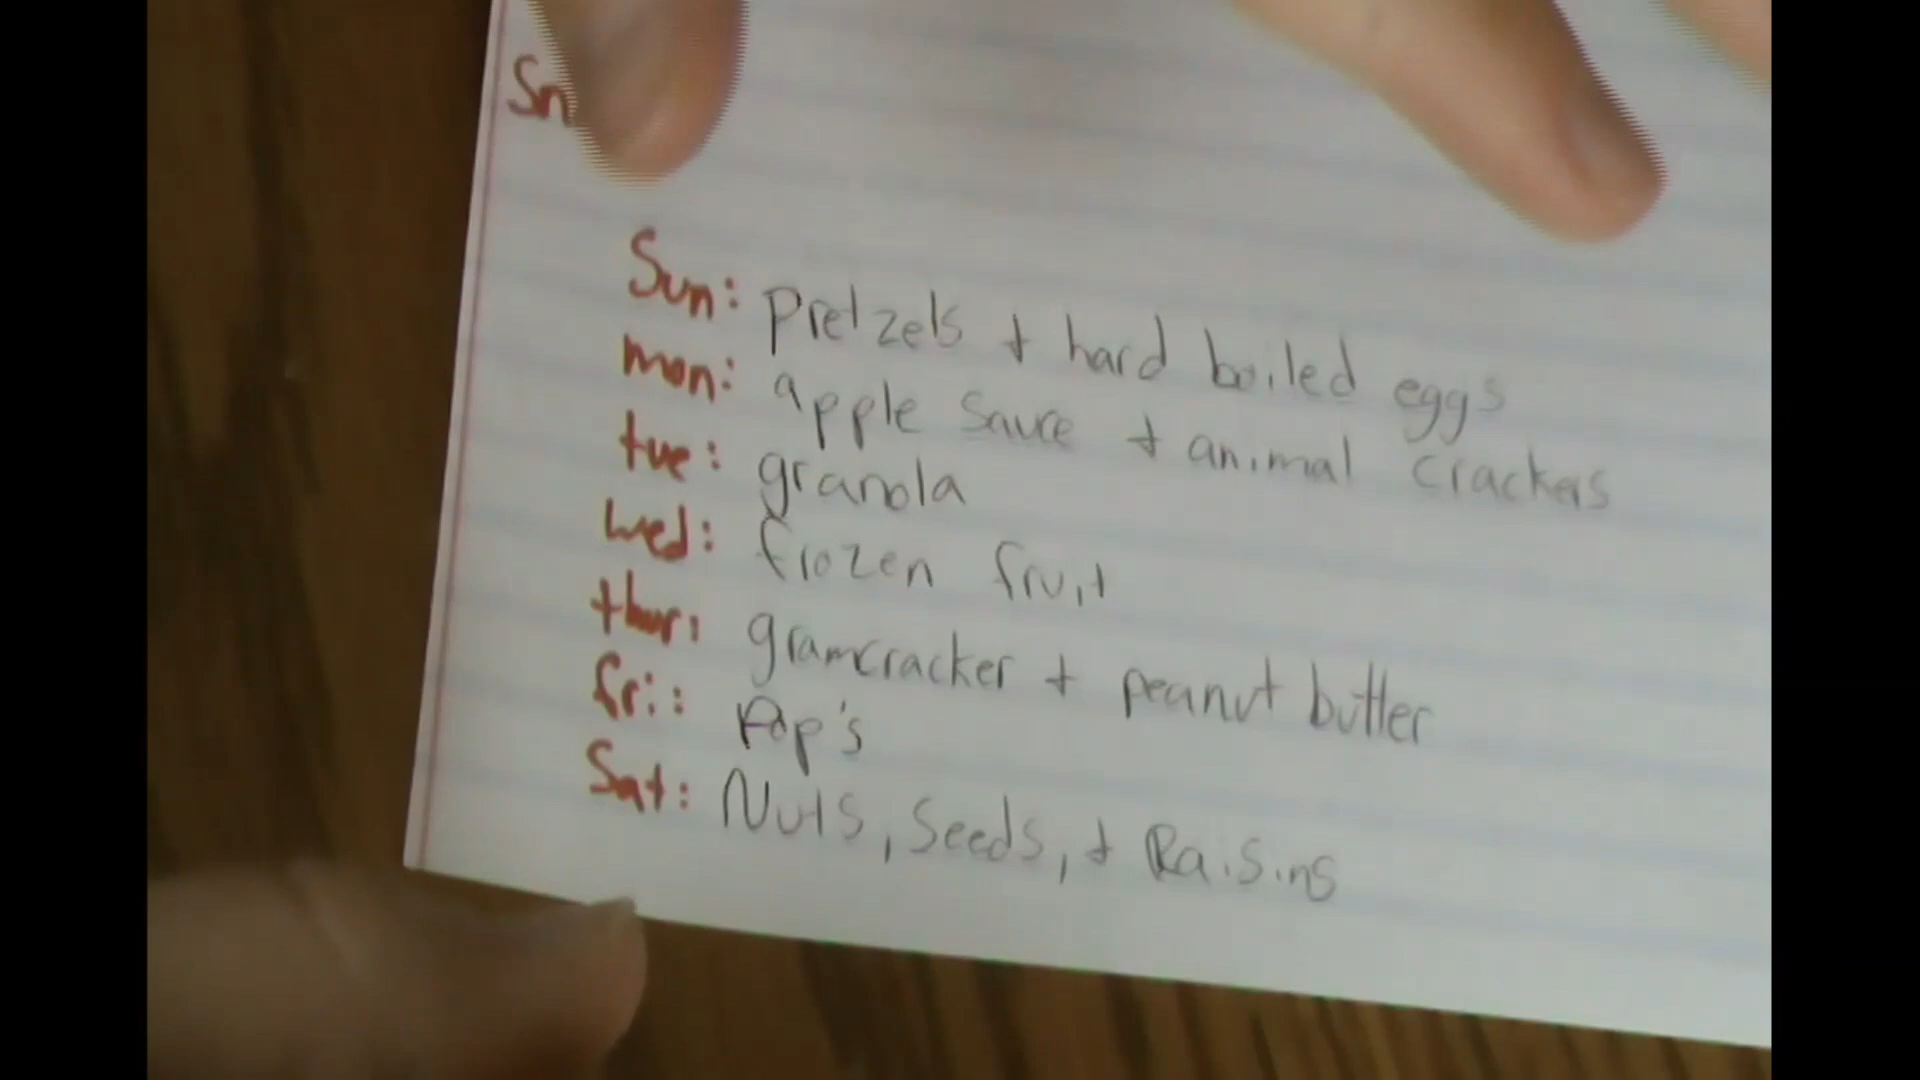 Sn
Sun: Pretzels + hard boiled eggs
mon: apple sauce + animal crackers
tue: granola
wed: frozen fruit
thur: gramcracker + peanut butter
fri: Pop's
Sat: Nuts, Seeds, + Raisins